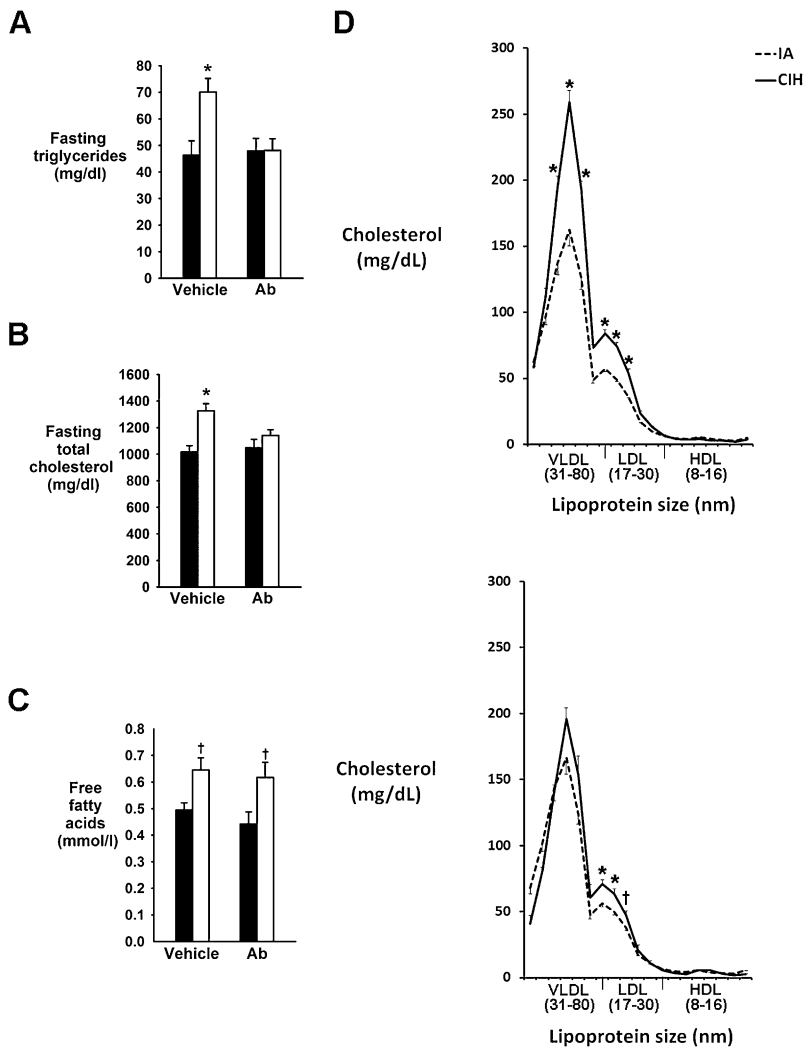 A
Fasting
triglycerides
(mg/dl)
80
70
60
50
40
30
20
10
0
*
Vehicle
Ab
B
Fasting
total
cholesterol
(mg/dl)
1600
1400
1200
1000
800
600
400
200
0
*
Vehicle
Ab
C
Free
fatty
acids
(mmol/l)
0.8
0.7
0.6
0.5
0.4
0.3
0.2
0.1
0.0
†
†
Vehicle
Ab
D
IA
CIH
Cholesterol
(mg/dL)
300
250
200
150
100
50
0
*
*
*
*
*
*
VLDL LDL HDL
(31-80) (17-30) (8-16)
Lipoprotein size (nm)
Cholesterol
(mg/dL)
300
250
200
150
100
50
0
*
*
†
VLDL LDL HDL
(31-80) (17-30) (8-16)
Lipoprotein size (nm)